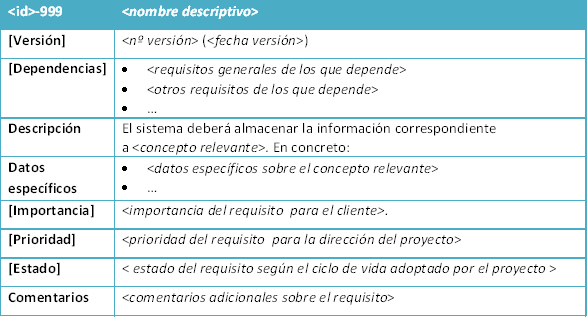 <id>-999 <nombre descriptivo>
[Versión] <nº versión> (<fecha versión>)
[Dependencias] • <requisitos generales de los que depende>
• <otros requisitos de los que depende>
• ...
Descripción El sistema deberá almacenar la información correspondiente
a <concepto relevante>. En concreto:
Datos • <datos específicos sobre el concepto relevante>
específicos • ...
[Importancia] <importancia del requisito para el cliente>.
[Prioridad] <prioridad del requisito para la dirección del proyecto>
[Estado] < estado del requisito según el ciclo de vida adoptado por el proyecto >
Comentarios <comentarios adicionales sobre el requisito>